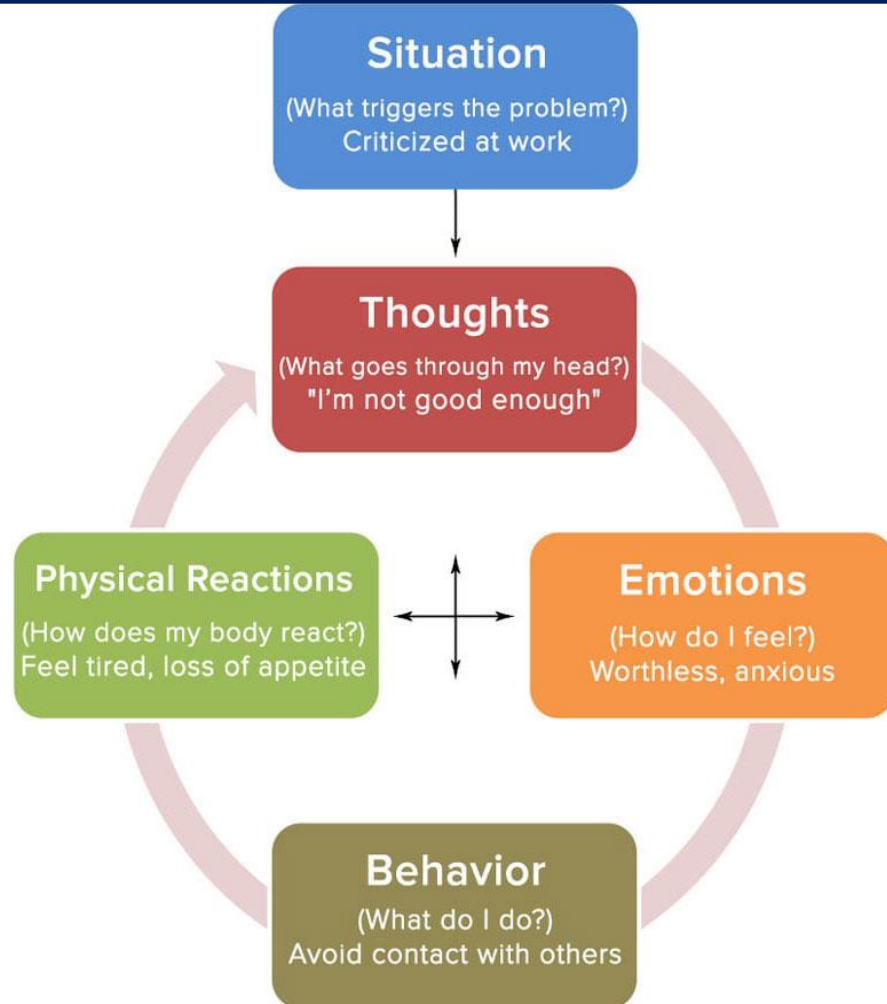 Situation
(What triggers the problem?)
Criticized at work
Thoughts
(What goes through my head?)
"I'm not good enough"
Physical Reactions
(How does my body react?)
Feel tired, loss of appetite
Emotions
(How do I feel?)
Worthless, anxious
Behavior
(What do I do?)
Avoid contact with others